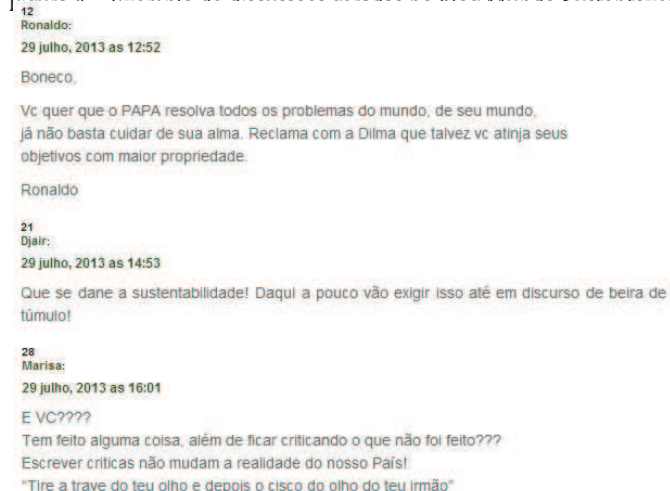 12
Ronaldo:
29 julho, 2013 as 12:52
Boneco,
Vc quer que o PAPA resolva todos os problemas do mundo, de seu mundo,
já não basta cuidar de sua alma. Reclama com a Dilma que talvez vc atinja seus
objetivos com maior propriedade.
Ronaldo
21
Djair:
29 julho, 2013 as 14:53
Que se dane a sustentabilidade! Daqui a pouco vão exigir isso até em discurso de beira de
túmulo!
28
Marisa:
29 julho, 2013 as 16:01
E VC????
Tem feito alguma coisa, além de ficar criticando o que não foi feito???
Escrever criticas não mudam a realidade do nosso País!
"Tire a trave do teu olho e depois o cisco do olho do teu irmão"